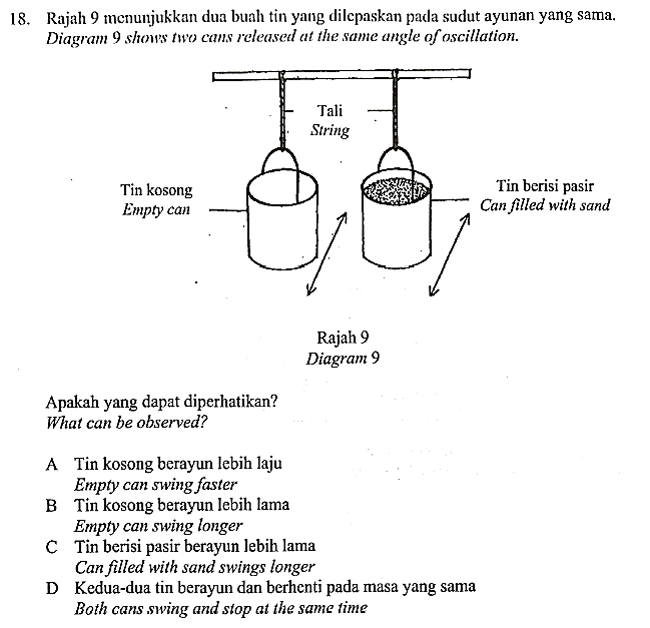 18. Rajah 9 menunjukkan dua buah tin yang dilepaskan pada sudut ayunan yang sama.
Diagram 9 shows two cans released at the same angle of oscillation.
Tali
String
Tin kosong
Empty can
Tin berisi pasir
Can filled with sand
Rajah 9
Diagram 9
Apakah yang dapat diperhatikan?
What can be observed?
A Tin kosong berayun lebih laju
Empty can swing faster
B Tin kosong berayun lebih lama
Empty can swing longer
C Tin berisi pasir berayun lebih lama
Can filled with sand swings longer
D Kedua-dua tin berayun dan berhenti pada masa yang sama
Both cans swing and stop at the same time